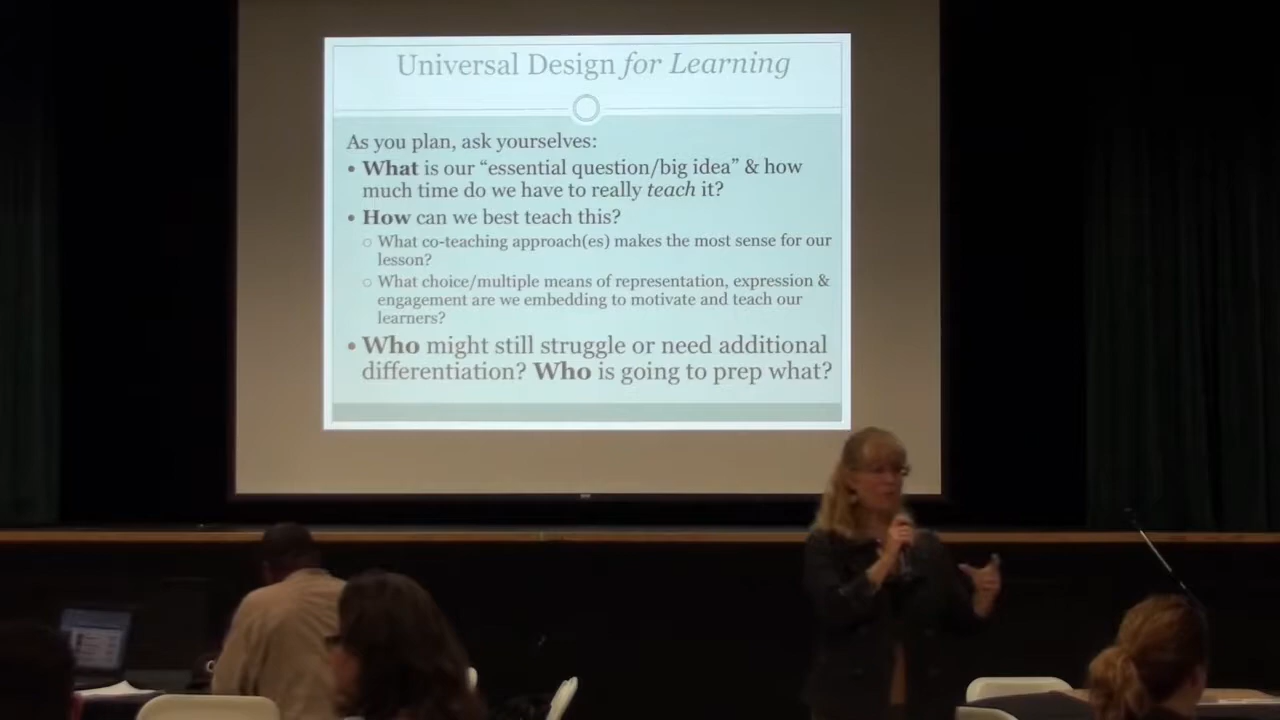 Universal Design for Learning
As you plan, ask yourselves:
• What is our “essential question/big idea” & how
much time do we have to really teach it?
• How can we best teach this?
○ What co-teaching approach(es) makes the most sense for our
lesson?
○ What choice/multiple means of representation, expression &
engagement are we embedding to motivate and teach our
learners?
• Who might still struggle or need additional
differentiation? Who is going to prep what?